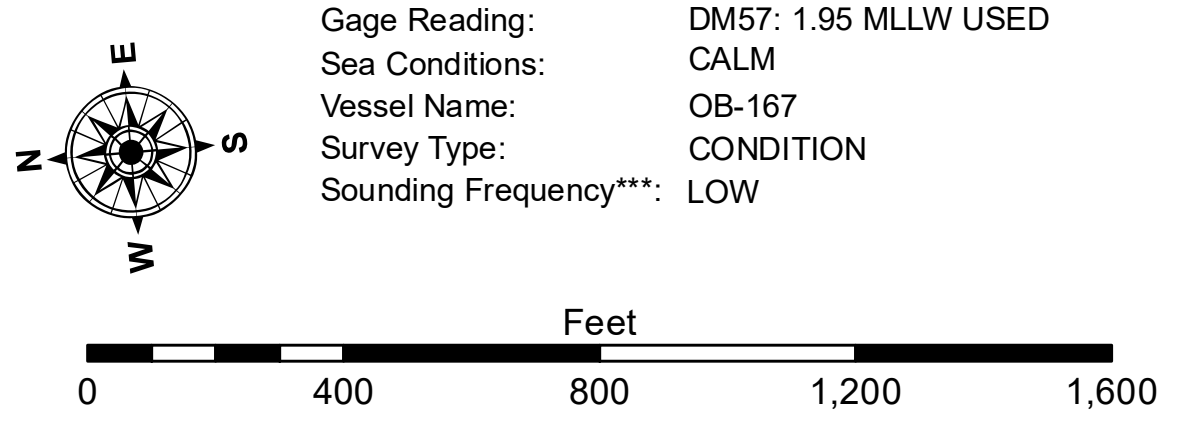 Gage Reading: DM57: 1.95 MLLW USED
Sea Conditions: CALM
Vessel Name: OB-167
Survey Type: CONDITION
Sounding Frequency***: LOW
E
N
S
W
Feet
0 400 800 1,200 1,600